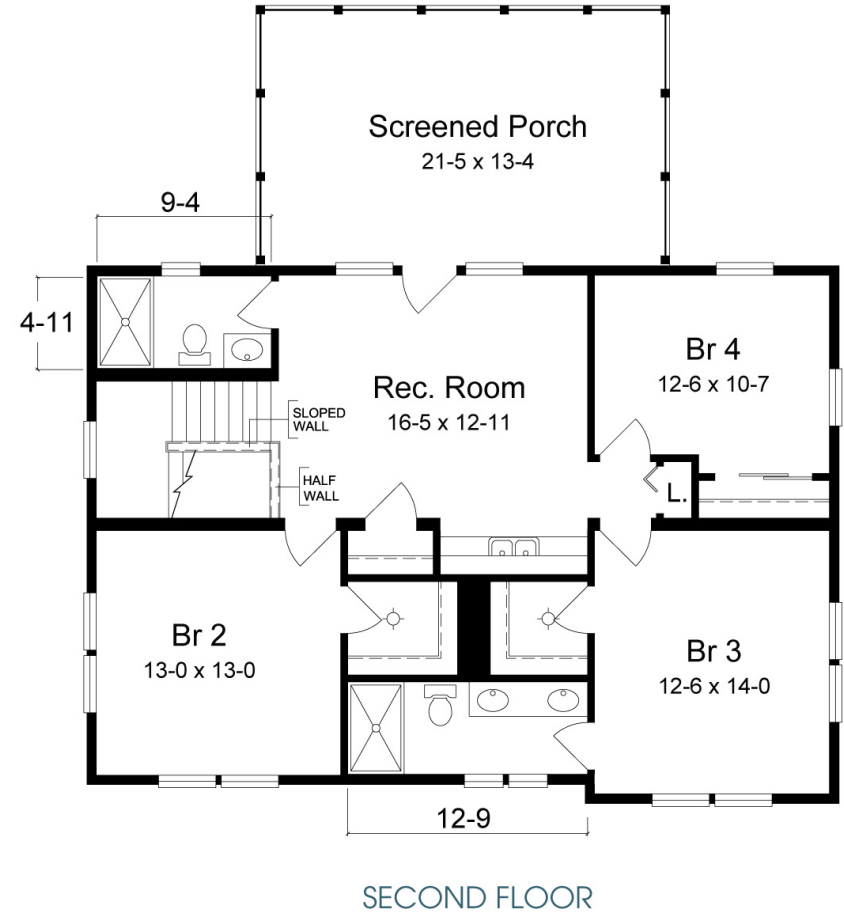 Screened Porch
21-5 x 13-4
9-4
4-11
Br 4
12-6 x 10-7
Rec. Room
16-5 x 12-11
SLOPED
WALL
HALF
WALL
L.
Br 2
13-0 x 13-0
Br 3
12-6 x 14-0
12-9
SECOND FLOOR